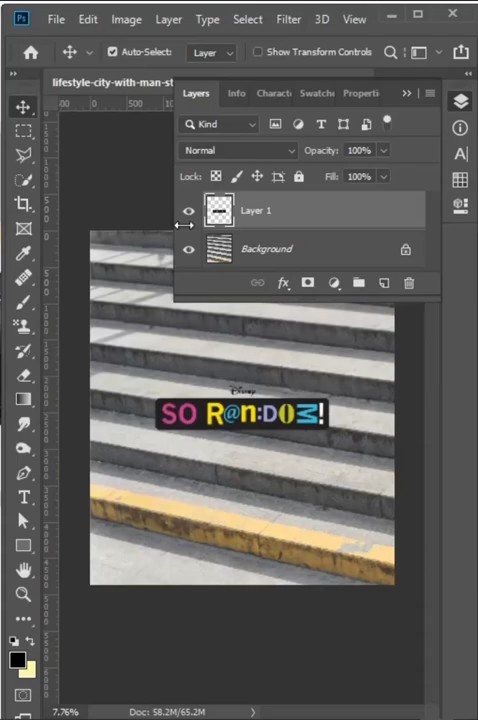 Ps File Edit Image Layer Type Select Filter 3D View
Auto-Select: Layer Show Transform Controls
lifestyle-city-with-man-st
Layers Info Charact Swatche Properti
Kind
Normal Opacity: 100%
Lock: Fill: 100%
Layer 1
Background
fx
Disney
SO R@n:DOM!
7.76% Doc: 58.2M/65.2M